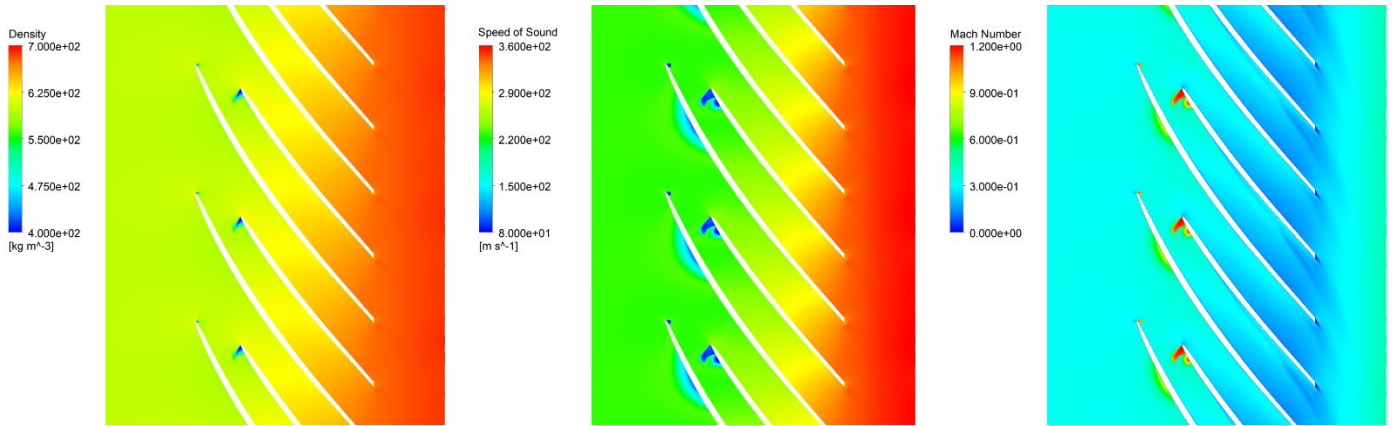 Density
7.000e+02
6.250e+02
5.500e+02
4.750e+02
4.000e+02
[kg m^-3]
Speed of Sound
3.600e+02
2.900e+02
2.200e+02
1.500e+02
8.000e+01
[m s^-1]
Mach Number
1.200e+00
9.000e-01
6.000e-01
3.000e-01
0.000e+00